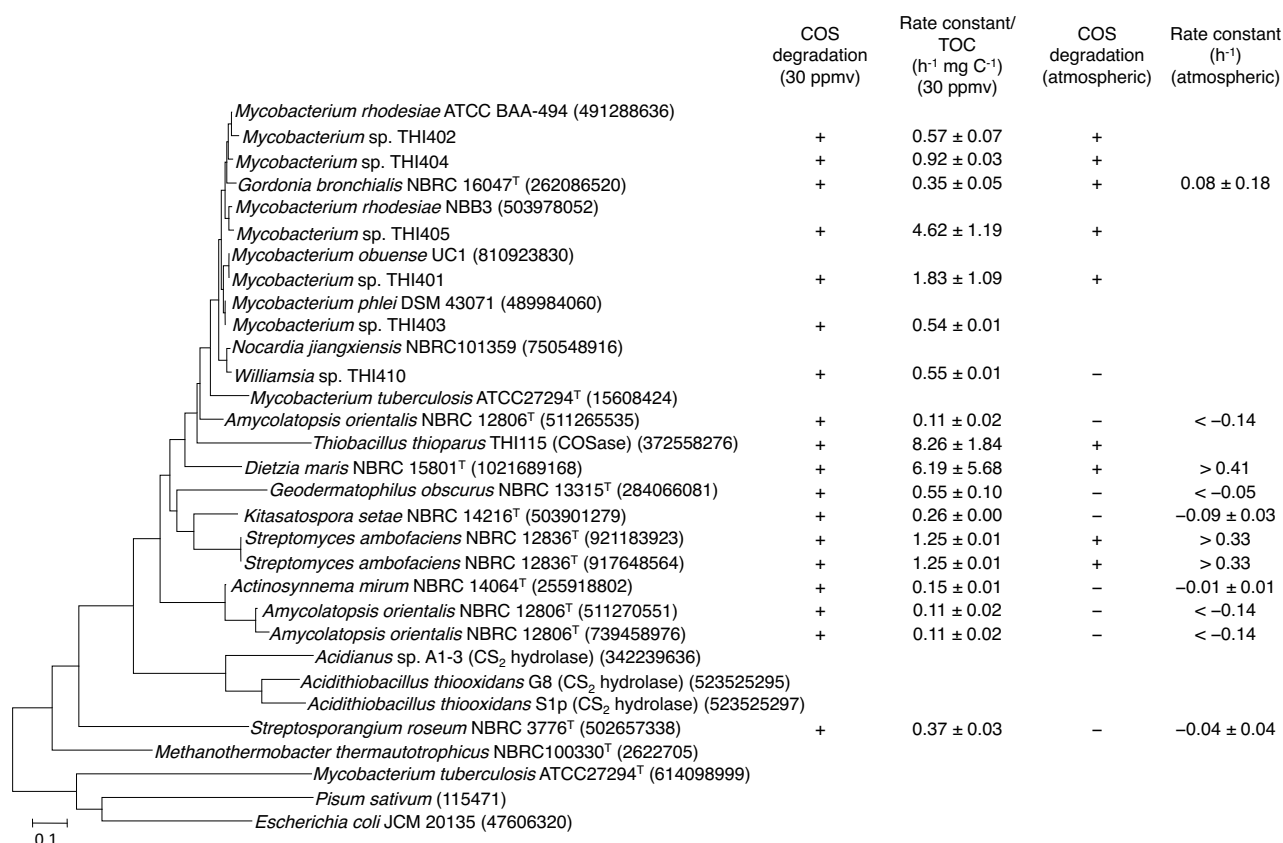 COS degradation (30 ppmv) Rate constant/ TOC (h⁻¹ mg C⁻¹) (30 ppmv) COS degradation (atmospheric) Rate constant (h⁻¹) (atmospheric)
Mycobacterium rhodesiae ATCC BAA-494 (491288636)
Mycobacterium sp. THI402 + 0.57 ± 0.07 +
Mycobacterium sp. THI404 + 0.92 ± 0.03 +
Gordonia bronchialis NBRC 16047ᵀ (262086520) + 0.35 ± 0.05 + 0.08 ± 0.18
Mycobacterium rhodesiae NBB3 (503978052)
Mycobacterium sp. THI405 + 4.62 ± 1.19 +
Mycobacterium obuense UC1 (810923830)
Mycobacterium sp. THI401 + 1.83 ± 1.09 +
Mycobacterium phlei DSM 43071 (489984060)
Mycobacterium sp. THI403 + 0.54 ± 0.01
Nocardia jiangxiensis NBRC101359 (750548916)
Williamsia sp. THI410 + 0.55 ± 0.01 −
Mycobacterium tuberculosis ATCC27294ᵀ (15608424)
Amycolatopsis orientalis NBRC 12806ᵀ (511265535) + 0.11 ± 0.02 − < −0.14
Thiobacillus thioparus THI115 (COSase) (372558276) + 8.26 ± 1.84 +
Dietzia maris NBRC 15801ᵀ (1021689168) + 6.19 ± 5.68 + > 0.41
Geodermatophilus obscurus NBRC 13315ᵀ (284066081) + 0.55 ± 0.10 − < −0.05
Kitasatospora setae NBRC 14216ᵀ (503901279) + 0.26 ± 0.00 − −0.09 ± 0.03
Streptomyces ambofaciens NBRC 12836ᵀ (921183923) + 1.25 ± 0.01 + > 0.33
Streptomyces ambofaciens NBRC 12836ᵀ (917648564) + 1.25 ± 0.01 + > 0.33
Actinosynnema mirum NBRC 14064ᵀ (255918802) + 0.15 ± 0.01 − −0.01 ± 0.01
Amycolatopsis orientalis NBRC 12806ᵀ (511270551) + 0.11 ± 0.02 − < −0.14
Amycolatopsis orientalis NBRC 12806ᵀ (739458976) + 0.11 ± 0.02 − < −0.14
Acidianus sp. A1-3 (CS₂ hydrolase) (342239636)
Acidithiobacillus thiooxidans G8 (CS₂ hydrolase) (523525295)
Acidithiobacillus thiooxidans S1p (CS₂ hydrolase) (523525297)
Streptosporangium roseum NBRC 3776ᵀ (502657338) + 0.37 ± 0.03 − −0.04 ± 0.04
Methanothermobacter thermautotrophicus NBRC100330ᵀ (2622705)
Mycobacterium tuberculosis ATCC27294ᵀ (614098999)
Pisum sativum (115471)
Escherichia coli JCM 20135 (47606320)
0.1